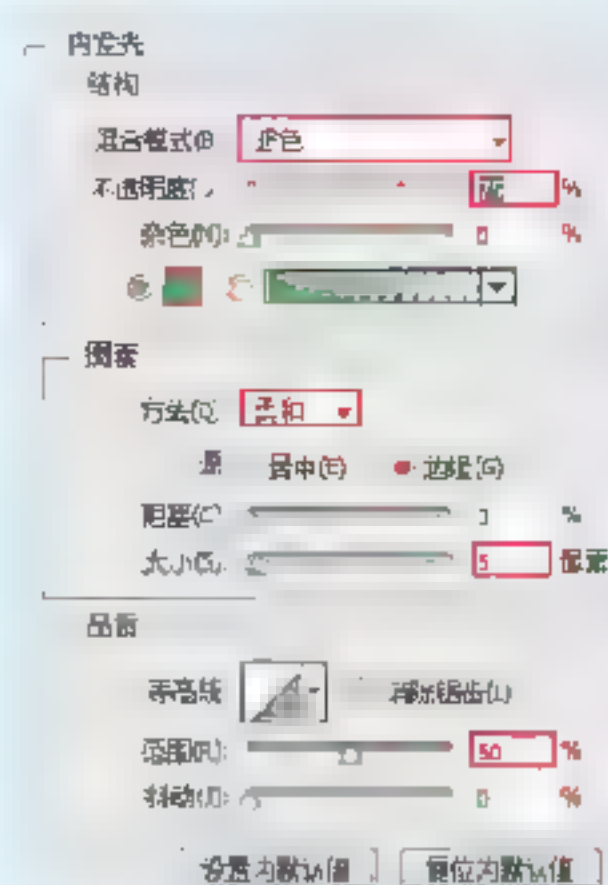 内发光
结构
混合模式(B
正色
不透明度( 75 %
杂色(N): 0 %
图素
方法(Q) 柔和
源 居中(E) 边缘(G)
阻塞(C) %
大小(S) 5 像素
品质
等高线 消除锯齿(L)
范围(R): 50 %
抖动(J): 0 %
设置为默认值 复位为默认值